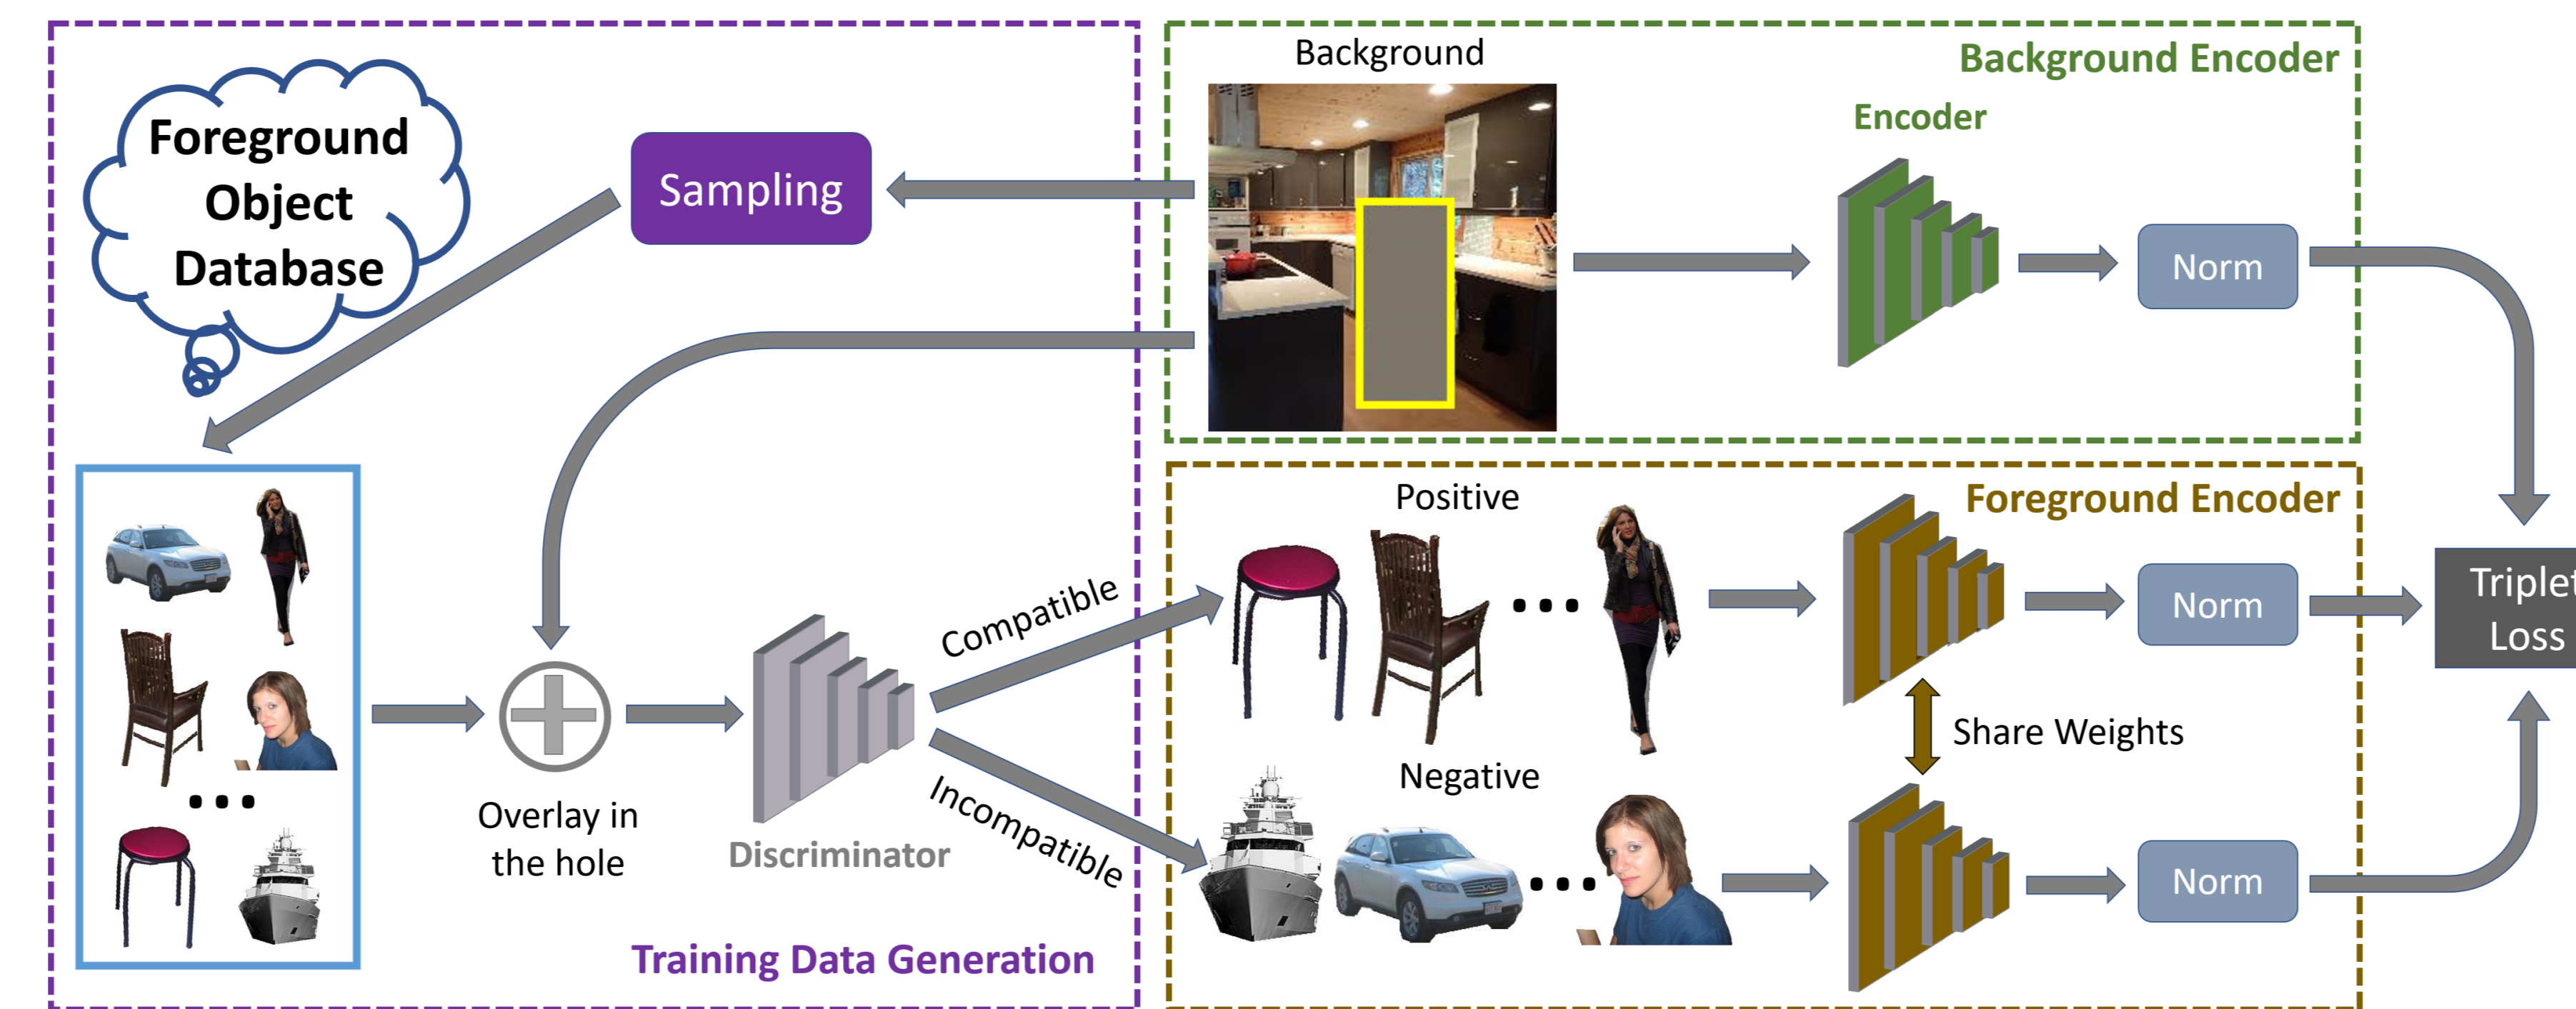 Foreground
Object
Database
Sampling
Background
Background Encoder
Encoder
Norm
Overlay in
the hole
Discriminator
Compatible
Incompatible
Training Data Generation
Positive
Foreground Encoder
Norm
Share Weights
Negative
Norm
Triplet
Loss